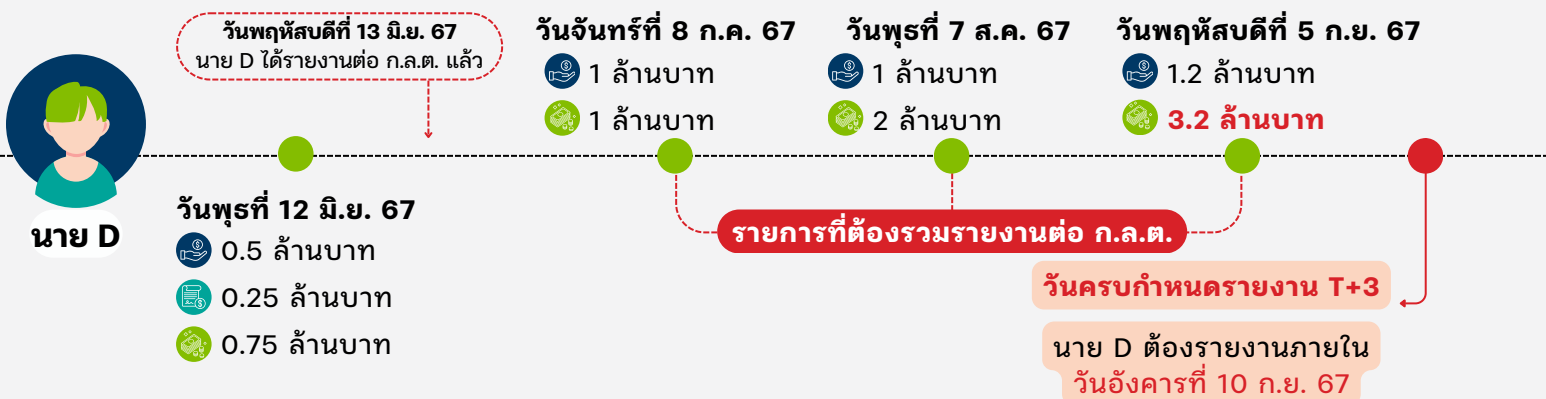 วันพฤหัสบดีที่ 13 มิ.ย. 67
นาย D ได้รายงานต่อ ก.ล.ต. แล้ว
วันจันทร์ที่ 8 ก.ค. 67
1 ล้านบาท
1 ล้านบาท
วันพุธที่ 7 ส.ค. 67
1 ล้านบาท
2 ล้านบาท
วันพฤหัสบดีที่ 5 ก.ย. 67
1.2 ล้านบาท
3.2 ล้านบาท
นาย D
วันพุธที่ 12 มิ.ย. 67
0.5 ล้านบาท
0.25 ล้านบาท
0.75 ล้านบาท
รายการที่ต้องรวมรายงานต่อ ก.ล.ต.
วันครบกำหนดรายงาน T+3
นาย D ต้องรายงานภายใน
วันอังคารที่ 10 ก.ย. 67